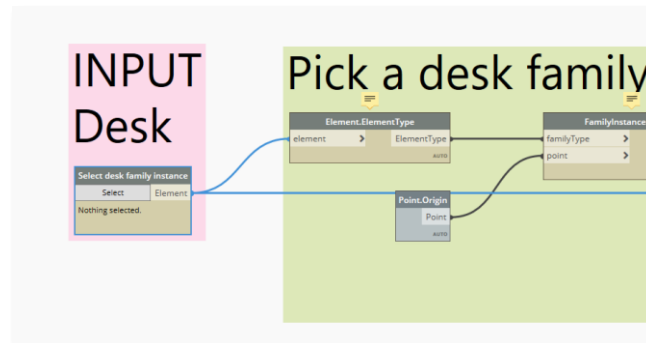 INPUT
Desk
Pick a desk family
Select desk family instance
Select
Element
Nothing selected.
Element.ElementType
element >
ElementType
AUTO
Point.Origin
Point
AUTO
FamilyInstance
familyType >
point >